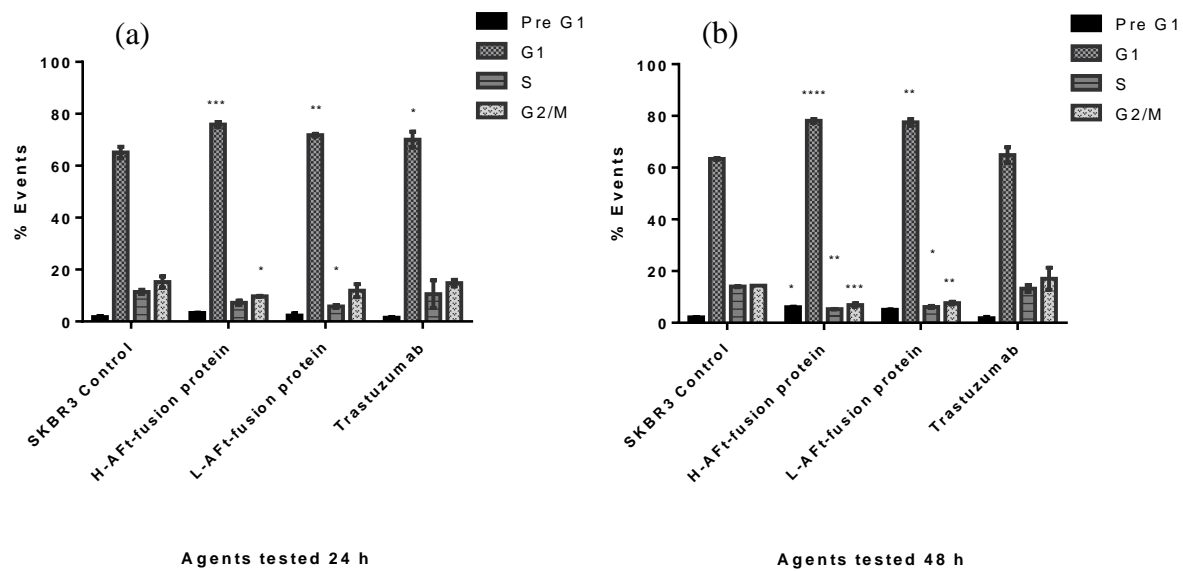 (a)
Pre G1
G1
S
G2/M
% Events
100
80
60
40
20
0
***
**
*
*
*
SKBR3 Control
H-AFt-fusion protein
L-AFt-fusion protein
Trastuzumab
Agents tested 24 h
(b)
Pre G1
G1
S
G2/M
% Events
100
80
60
40
20
0
****
**
*
**
***
*
**
SKBR3 Control
H-AFt-fusion protein
L-AFt-fusion protein
Trastuzumab
Agents tested 48 h